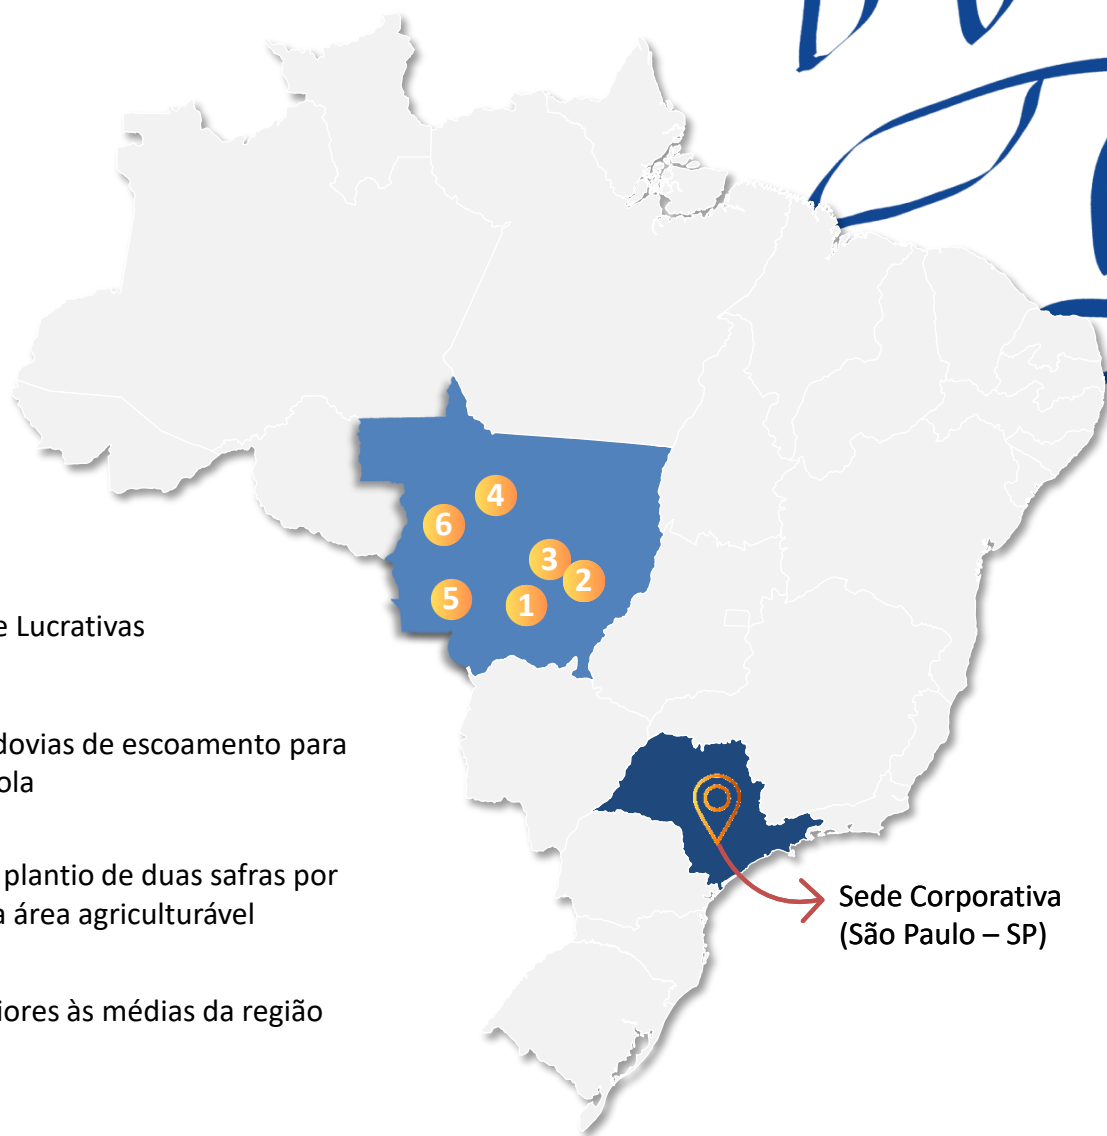 4
6
3
2
5
1
e Lucrativas
dovias de escoamento para
ola
plantio de duas safras por
a área agriculturável
iores às médias da região
Sede Corporativa
(São Paulo – SP)